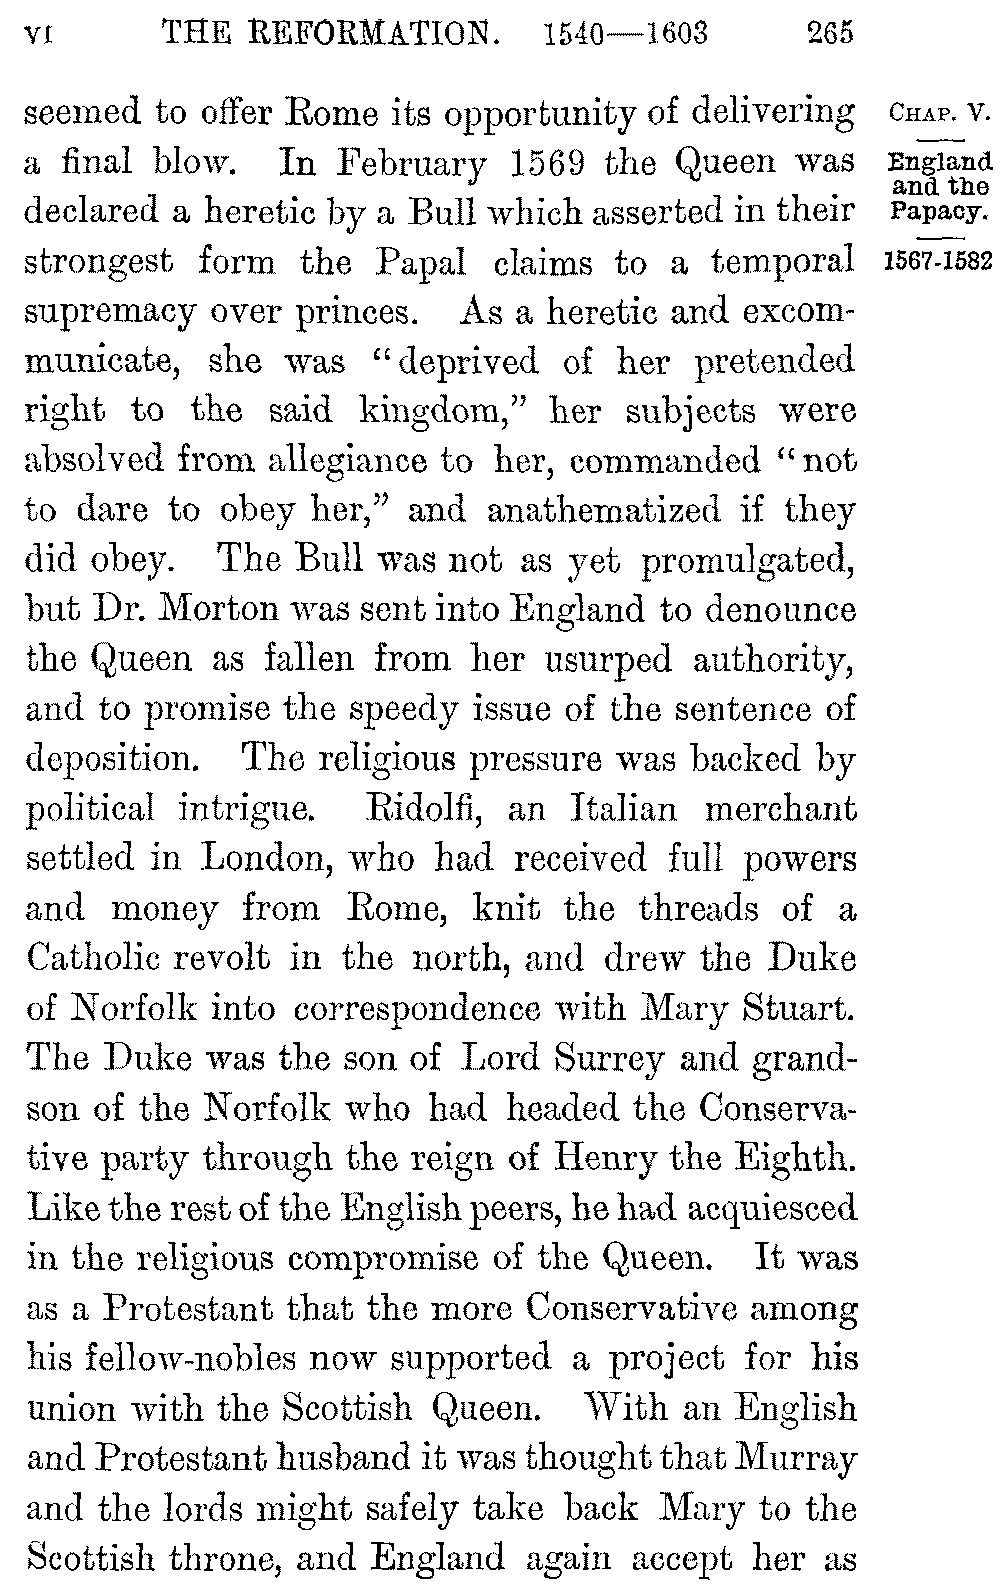 VI THE REFORMATION. 1540—1603 265
seemed to offer Rome its opportunity of delivering
a final blow. In February 1569 the Queen was
declared a heretic by a Bull which asserted in their
strongest form the Papal claims to a temporal
supremacy over princes. As a heretic and excom-
municate, she was “deprived of her pretended
right to the said kingdom,” her subjects were
absolved from allegiance to her, commanded “not
to dare to obey her,” and anathematized if they
did obey. The Bull was not as yet promulgated,
but Dr. Morton was sent into England to denounce
the Queen as fallen from her usurped authority,
and to promise the speedy issue of the sentence of
deposition. The religious pressure was backed by
political intrigue. Ridolfi, an Italian merchant
settled in London, who had received full powers
and money from Rome, knit the threads of a
Catholic revolt in the north, and drew the Duke
of Norfolk into correspondence with Mary Stuart.
The Duke was the son of Lord Surrey and grand-
son of the Norfolk who had headed the Conserva-
tive party through the reign of Henry the Eighth.
Like the rest of the English peers, he had acquiesced
in the religious compromise of the Queen. It was
as a Protestant that the more Conservative among
his fellow-nobles now supported a project for his
union with the Scottish Queen. With an English
and Protestant husband it was thought that Murray
and the lords might safely take back Mary to the
Scottish throne, and England again accept her as
CHAP. V.
England
and the
Papacy.
1567-1582